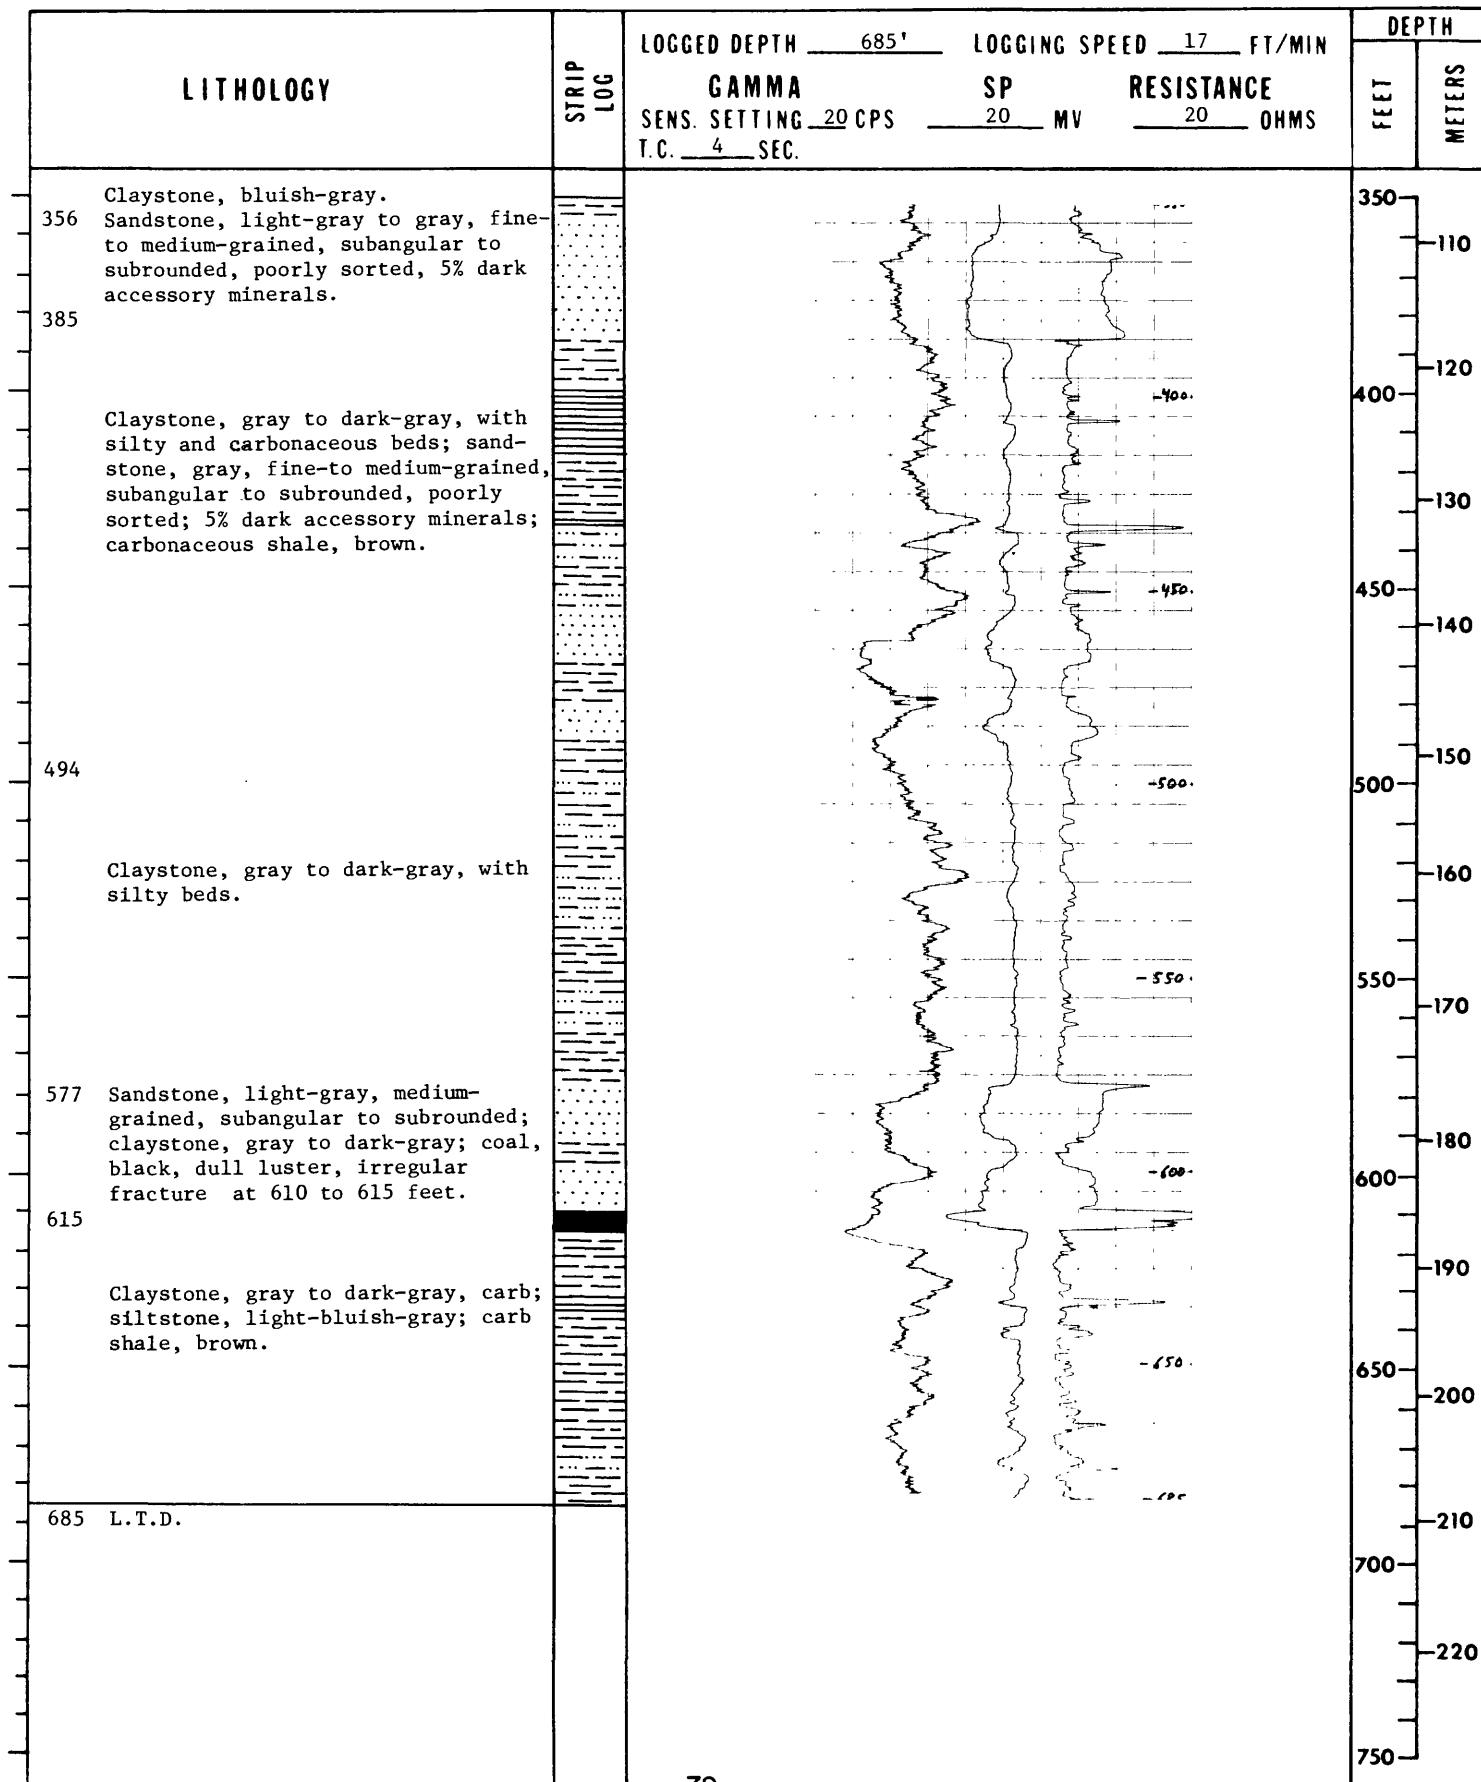 LITHOLOGY
STRIP LOG
LOGGED DEPTH 685' LOGGING SPEED 17 FT/MIN
GAMMA SP RESISTANCE
SENS. SETTING 20 CPS 20 MV 20 OHMS
T.C. 4 SEC.
DEPTH
FEET METERS
Claystone, bluish-gray.
356 Sandstone, light-gray to gray, fine-
to medium-grained, subangular to
subrounded, poorly sorted, 5% dark
accessory minerals.
385
Claystone, gray to dark-gray, with
silty and carbonaceous beds; sand-
stone, gray, fine-to medium-grained,
subangular to subrounded, poorly
sorted; 5% dark accessory minerals;
carbonaceous shale, brown.
494
Claystone, gray to dark-gray, with
silty beds.
577 Sandstone, light-gray, medium-
grained, subangular to subrounded;
claystone, gray to dark-gray; coal,
black, dull luster, irregular
fracture at 610 to 615 feet.
615
Claystone, gray to dark-gray, carb;
siltstone, light-bluish-gray; carb
shale, brown.
685 L.T.D.
-400.
-450.
-500.
-550.
-600.
-650.
-685
350
400
450
500
550
600
650
700
750
-110
-120
-130
-140
-150
-160
-170
-180
-190
-200
-210
-220